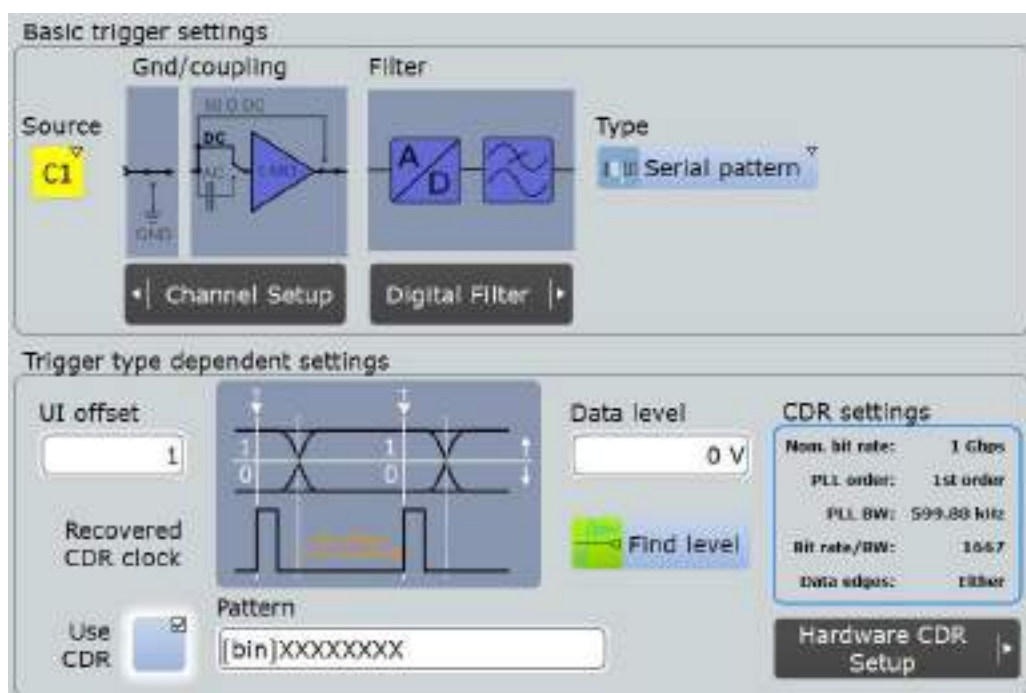 Basic trigger settings
Gnd/coupling
Filter
Source
C1
50 Ω DC
DC
AC
GND
A
D
Type
Serial pattern
Channel Setup
Digital Filter
Trigger type dependent settings
UI offset
1
Recovered
CDR clock
Use
CDR
1
0
1
0
Data level
0 V
Find level
Pattern
[bin]XXXXXXXX
CDR settings
Nom. bit rate: 1 Gbps
PLL order: 1st order
PLL BW: 599.88 kHz
Bit rate/BW: 1667
Data edges: Either
Hardware CDR
Setup